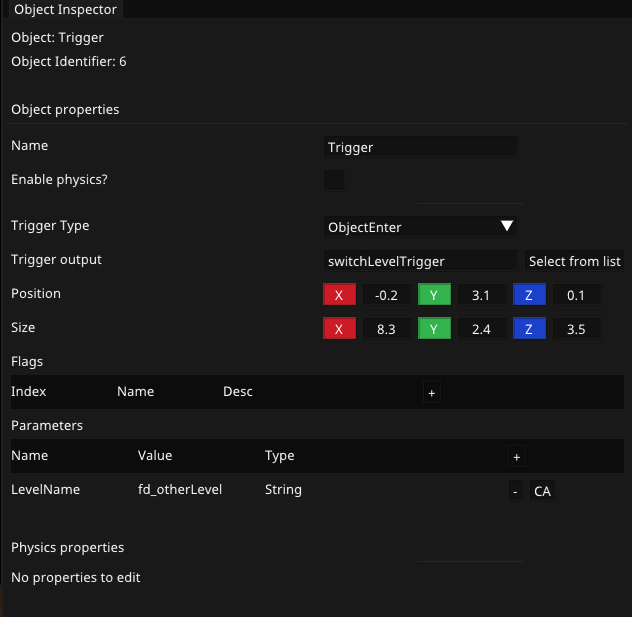 Object Inspector
Object: Trigger
Object Identifier: 6
Object properties
Name Trigger
Enable physics?
Trigger Type ObjectEnter
Trigger output switchLevelTrigger Select from list
Position X -0.2 Y 3.1 Z 0.1
Size X 8.3 Y 2.4 Z 3.5
Flags
Index Name Desc +
Parameters
Name Value Type +
LevelName fd_otherLevel String - CA
Physics properties
No properties to edit